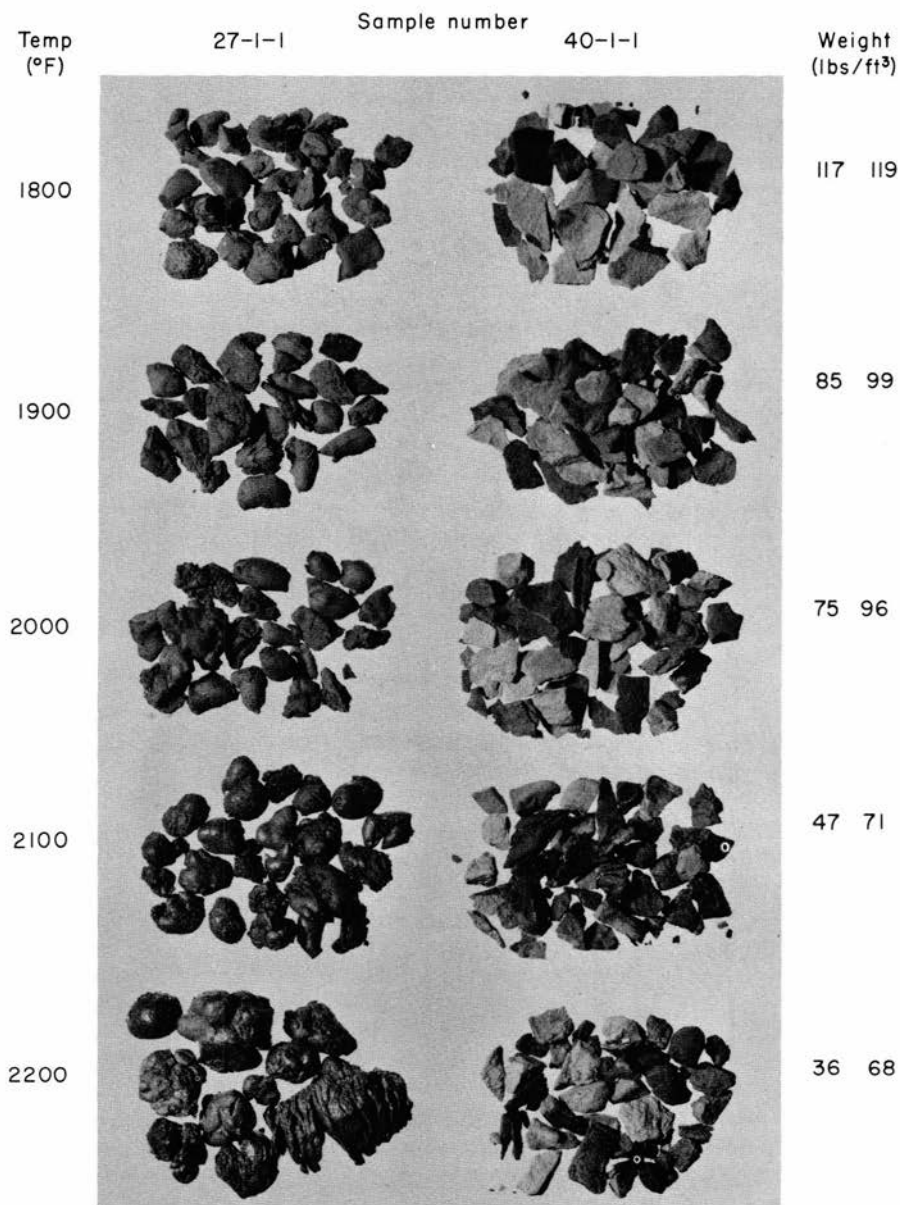 Sample number
Temp 27-1-1 40-1-1 Weight
(°F) (lbs/ft³)
1800 117 119
1900 85 99
2000 75 96
2100 47 71
2200 36 68